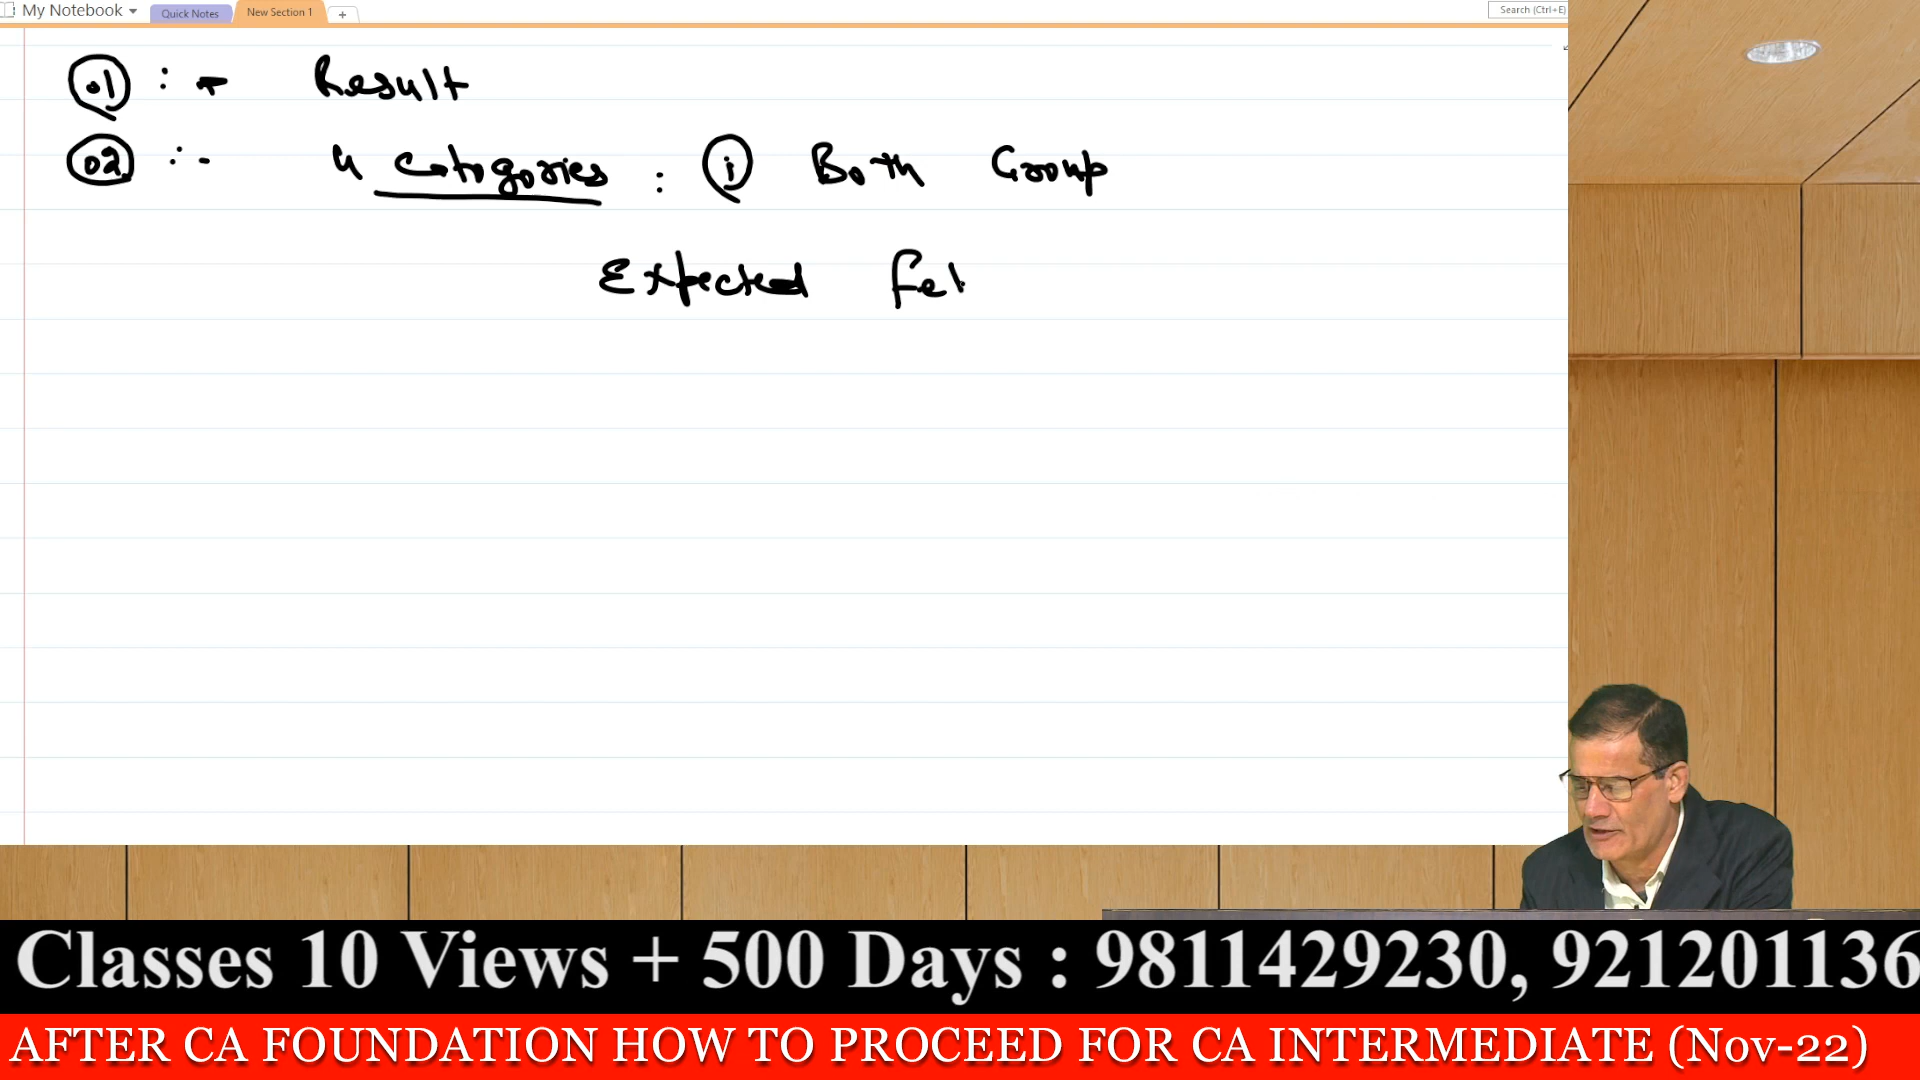 My Notebook Quick Notes New Section 1 + Search (Ctrl+E)
01 :- Result
02 :- 4 Categories : i Both Group
Expected Feb
Classes 10 Views + 500 Days : 9811429230, 921201136
AFTER CA FOUNDATION HOW TO PROCEED FOR CA INTERMEDIATE (Nov-22)